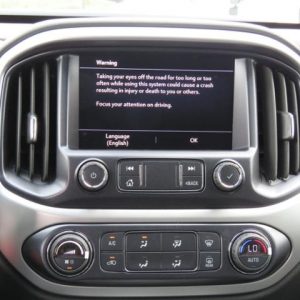 Warning
Taking your eyes off the road for too long or too
often while using this system could cause a crash
resulting in injury or death to you or others.
Focus your attention on driving.
Language
(English)
OK
BACK
A/C
AUTO
LO
REAR